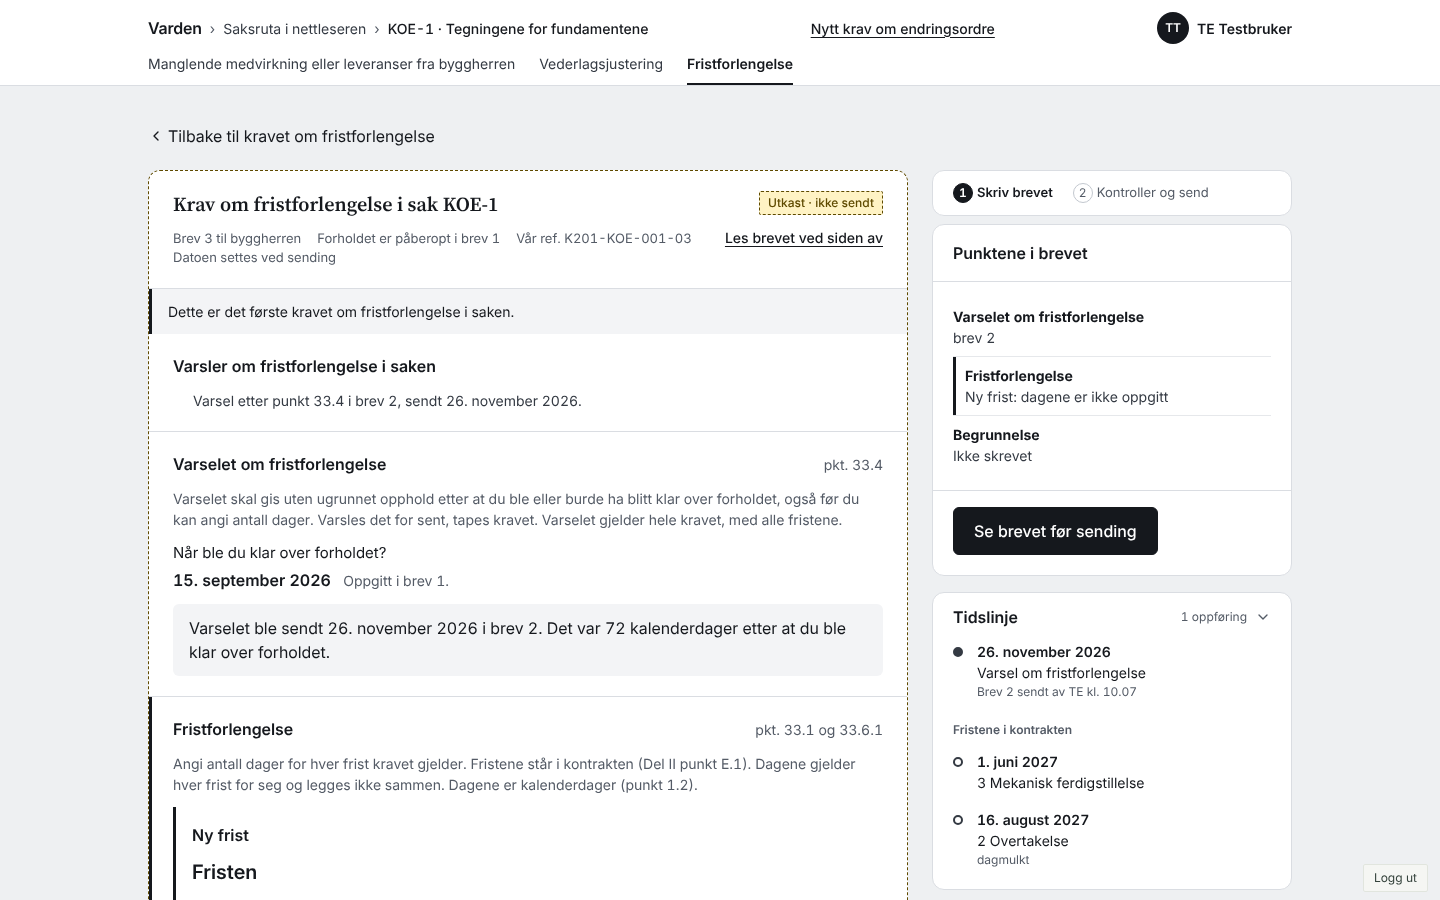 Varden › Saksruta i nettleseren › KOE-1 · Tegningene for fundamentene
Nytt krav om endringsordre
TT TE Testbruker
Manglende medvirkning eller leveranser fra byggherren Vederlagsjustering Fristforlengelse
Tilbake til kravet om fristforlengelse
Krav om fristforlengelse i sak KOE-1
Utkast · ikke sendt
Brev 3 til byggherren Forholdet er påberopt i brev 1 Vår ref. K201-KOE-001-03
Datoen settes ved sending
Les brevet ved siden av
Dette er det første kravet om fristforlengelse i saken.
Varsler om fristforlengelse i saken
Varsel etter punkt 33.4 i brev 2, sendt 26. november 2026.
Varselet om fristforlengelse pkt. 33.4
Varselet skal gis uten ugrunnet opphold etter at du ble eller burde ha blitt klar over forholdet, også før du
kan angi antall dager. Varsles det for sent, tapes kravet. Varselet gjelder hele kravet, med alle fristene.
Når ble du klar over forholdet?
15. september 2026 Oppgitt i brev 1.
Varselet ble sendt 26. november 2026 i brev 2. Det var 72 kalenderdager etter at du ble
klar over forholdet.
Fristforlengelse pkt. 33.1 og 33.6.1
Angi antall dager for hver frist kravet gjelder. Fristene står i kontrakten (Del II punkt E.1). Dagene gjelder
hver frist for seg og legges ikke sammen. Dagene er kalenderdager (punkt 1.2).
Ny frist
Fristen
1 Skriv brevet 2 Kontroller og send
Punktene i brevet
Varselet om fristforlengelse
brev 2
Fristforlengelse
Ny frist: dagene er ikke oppgitt
Begrunnelse
Ikke skrevet
Se brevet før sending
Tidslinje 1 oppføring
26. november 2026
Varsel om fristforlengelse
Brev 2 sendt av TE kl. 10.07
Fristene i kontrakten
1. juni 2027
3 Mekanisk ferdigstillelse
16. august 2027
2 Overtakelse
dagmulkt
Logg ut